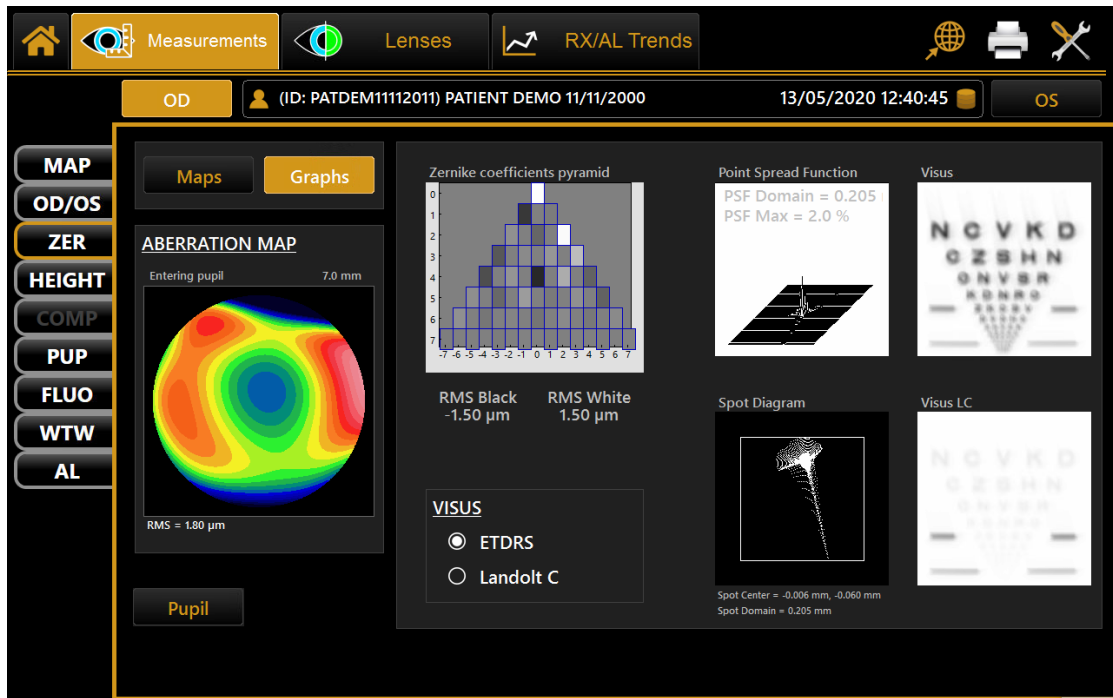 Measurements
Lenses
RX/AL Trends
OD
(ID: PATDEM11112011) PATIENT DEMO 11/11/2000
13/05/2020 12:40:45
OS
MAP
OD/OS
ZER
HEIGHT
COMP
PUP
FLUO
WTW
AL
Maps
Graphs
ABERRATION MAP
Entering pupil
7.0 mm
RMS = 1.80 µm
Pupil
Zernike coefficients pyramid
0
1
2
3
4
5
6
7
-7 -6 -5 -4 -3 -2 -1 0 1 2 3 4 5 6 7
RMS Black
-1.50 µm
RMS White
1.50 µm
VISUS
ETDRS
Landolt C
Point Spread Function
PSF Domain = 0.205
PSF Max = 2.0 %
Visus
N C V K D
C Z S H N
O N V S R
K D N R O
Spot Diagram
Spot Center = -0.006 mm, -0.060 mm
Spot Domain = 0.205 mm
Visus LC
N C V K D
C Z S H N